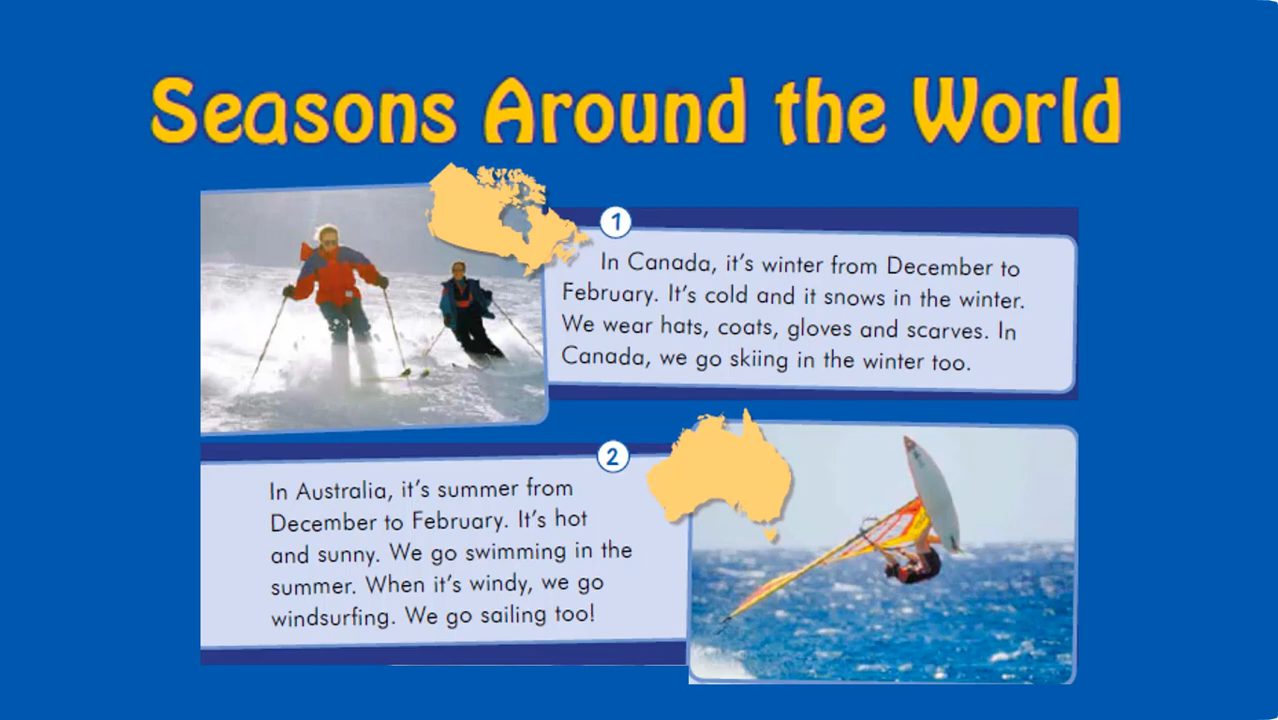 Seasons Around the World
1
In Canada, it's winter from December to
February. It's cold and it snows in the winter.
We wear hats, coats, gloves and scarves. In
Canada, we go skiing in the winter too.
2
In Australia, it's summer from
December to February. It's hot
and sunny. We go swimming in the
summer. When it's windy, we go
windsurfing. We go sailing too!